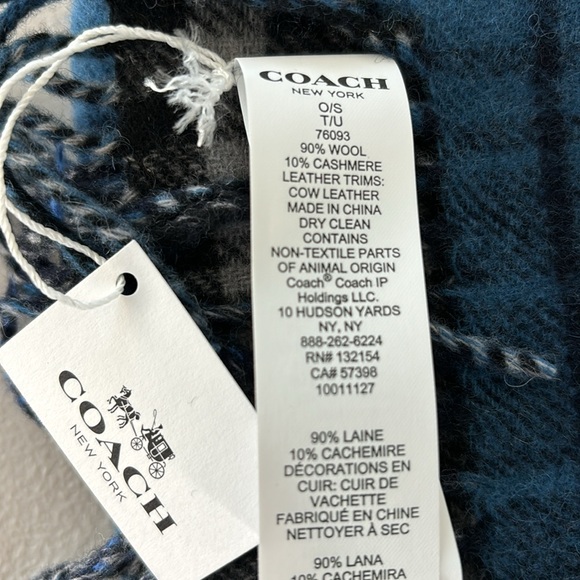 COACH
NEW YORK
O/S
T/U
76093
90% WOOL
10% CASHMERE
LEATHER TRIMS:
COW LEATHER
MADE IN CHINA
DRY CLEAN
CONTAINS
NON-TEXTILE PARTS
OF ANIMAL ORIGIN
Coach® Coach IP
Holdings LLC.
10 HUDSON YARDS
NY, NY
888-262-6224
RN# 132154
CA# 57398
10011127
90% LAINE
10% CACHEMIRE
DÉCORATIONS EN
CUIR: CUIR DE
VACHETTE
FABRIQUÉ EN CHINE
NETTOYER À SEC
90% LANA
10% CACHEMIRA
COACH
NEW YORK